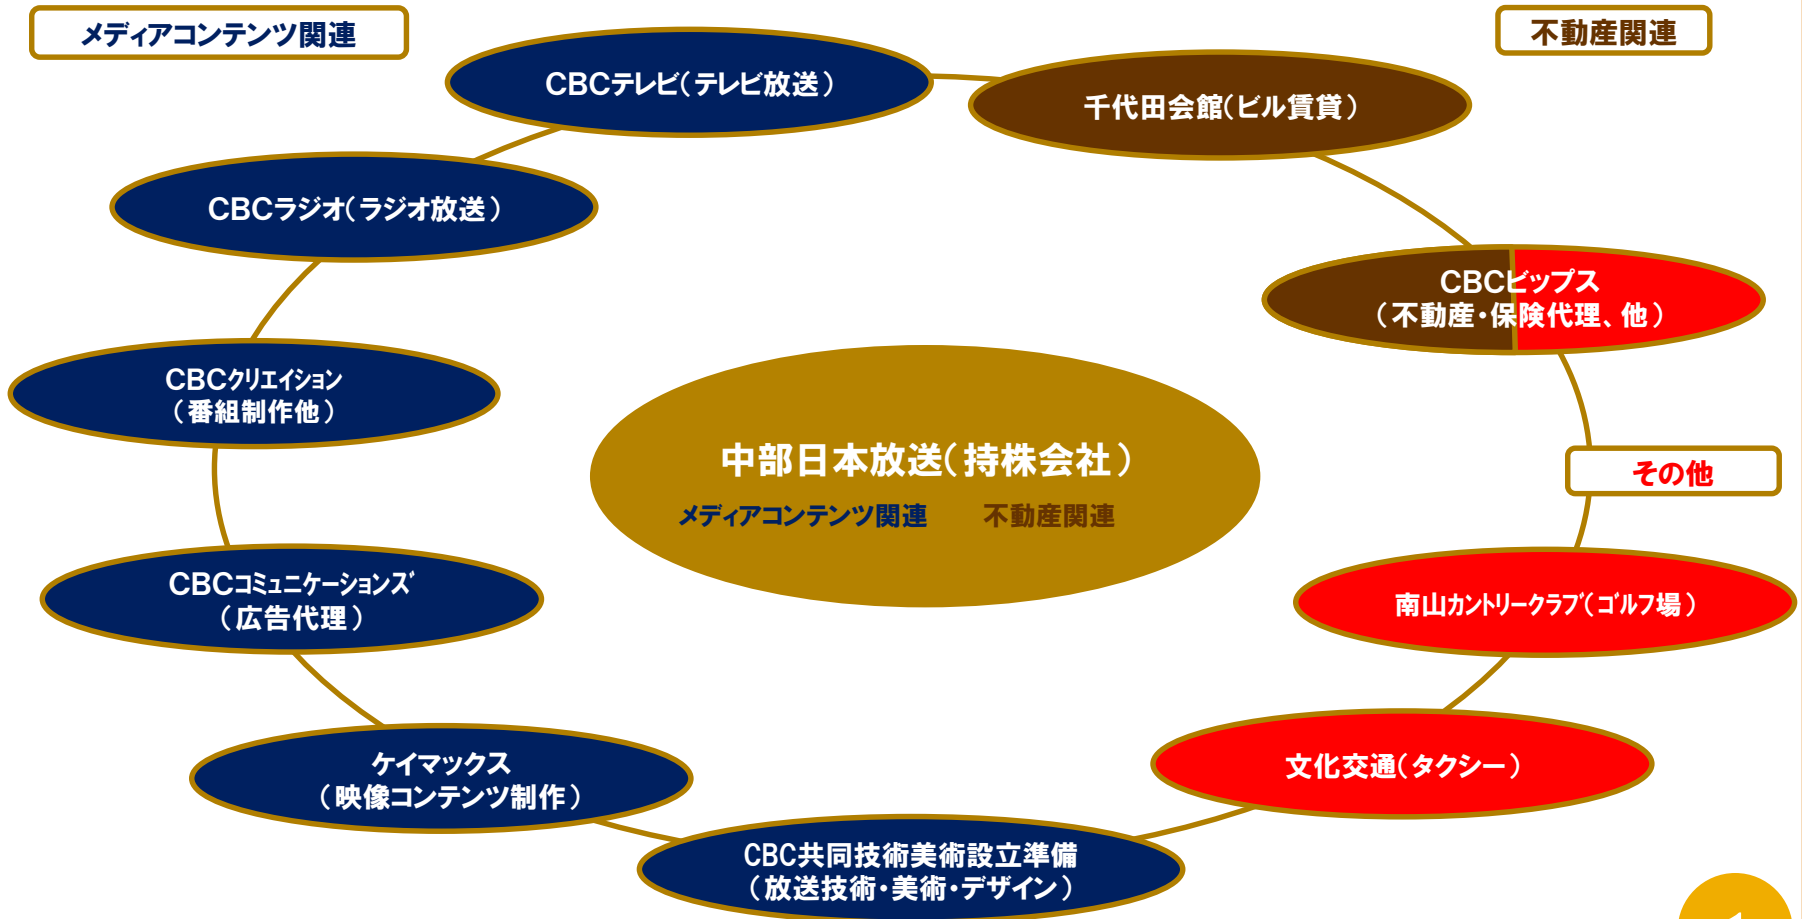 メディアコンテンツ関連
不動産関連
CBCテレビ(テレビ放送)
千代田会館(ビル賃貸)
CBCラジオ(ラジオ放送)
CBCビップス
(不動産・保険代理、他)
CBCクリエイション
(番組制作他)
中部日本放送(持株会社)
メディアコンテンツ関連 不動産関連
その他
CBCコミュニケーションズ
(広告代理)
南山カントリークラブ(ゴルフ場)
ケイマックス
(映像コンテンツ制作)
文化交通(タクシー)
CBC共同技術美術設立準備
(放送技術・美術・デザイン)